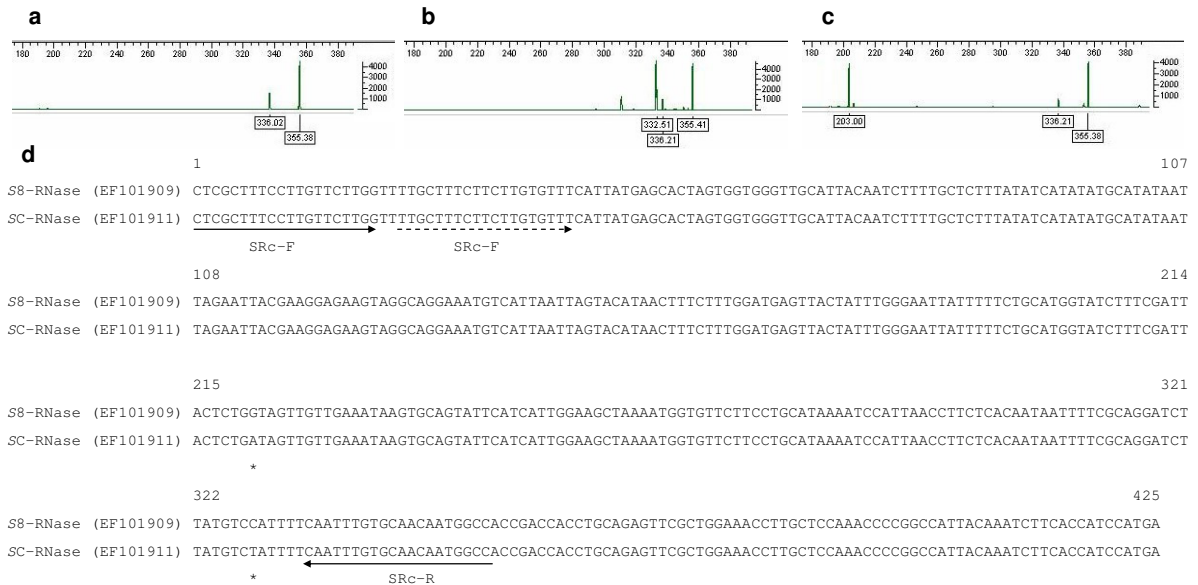 a
b
c
180 200 220 240 260 280 300 320 340 360 380
4000
3000
2000
1000
336.02
355.38
180 200 220 240 260 280 300 320 340 360 380
4000
3000
2000
1000
332.51
355.41
336.21
180 200 220 240 260 280 300 320 340 360 380
4000
3000
2000
1000
203.00
336.21
355.38
d
1 107
S8-RNase (EF101909) CTCGCTTTCCTTGTTCTTGGTTTTGCTTTCTTCTTGTGTTTCATTATGAGCACTAGTGGTGGGTTGCATTACAATCTTTTGCTCTTTATATCATATATGCATATAAT
SC-RNase (EF101911) CTCGCTTTCCTTGTTCTTGGTTTTGCTTTCTTCTTGTGTTTCATTATGAGCACTAGTGGTGGGTTGCATTACAATCTTTTGCTCTTTATATCATATATGCATATAAT
SRc-F SRc-F
108 214
S8-RNase (EF101909) TAGAATTACGAAGGAGAAGTAGGCAGGAAATGTCATTAATTAGTACATAACTTTCTTTGGATGAGTTACTATTTGGGAATTATTTTTCTGCATGGTATCTTTCGATT
SC-RNase (EF101911) TAGAATTACGAAGGAGAAGTAGGCAGGAAATGTCATTAATTAGTACATAACTTTCTTTGGATGAGTTACTATTTGGGAATTATTTTTCTGCATGGTATCTTTCGATT
215 321
S8-RNase (EF101909) ACTCTGGTAGTTGTTGAAATAAGTGCAGTATTCATCATTGGAAGCTAAAATGGTGTTCTTCCTGCATAAAATCCATTAACCTTCTCACAATAATTTTCGCAGGATCT
SC-RNase (EF101911) ACTCTGATAGTTGTTGAAATAAGTGCAGTATTCATCATTGGAAGCTAAAATGGTGTTCTTCCTGCATAAAATCCATTAACCTTCTCACAATAATTTTCGCAGGATCT
*
322 425
S8-RNase (EF101909) TATGTCCATTTTCAATTTGTGCAACAATGGCCACCGACCACCTGCAGAGTTCGCTGGAAACCTTGCTCCAAACCCCGGCCATTACAAATCTTCACCATCCATGA
SC-RNase (EF101911) TATGTCTATTTTCAATTTGTGCAACAATGGCCACCGACCACCTGCAGAGTTCGCTGGAAACCTTGCTCCAAACCCCGGCCATTACAAATCTTCACCATCCATGA
* SRc-R